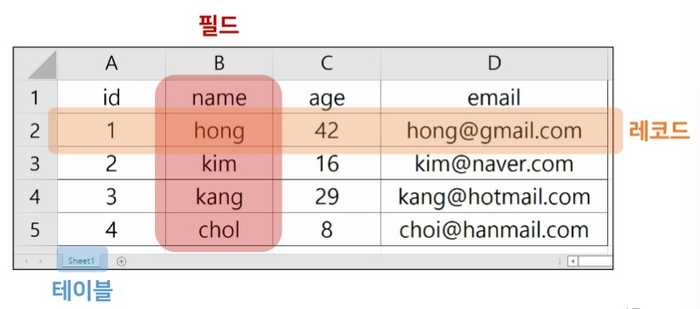 필드
A B C D
1 id name age email
2 1 hong 42 hong@gmail.com
레코드
3 2 kim 16 kim@naver.com
4 3 kang 29 kang@hotmail.com
5 4 chol 8 choi@hanmail.com
Sheet1
테이블